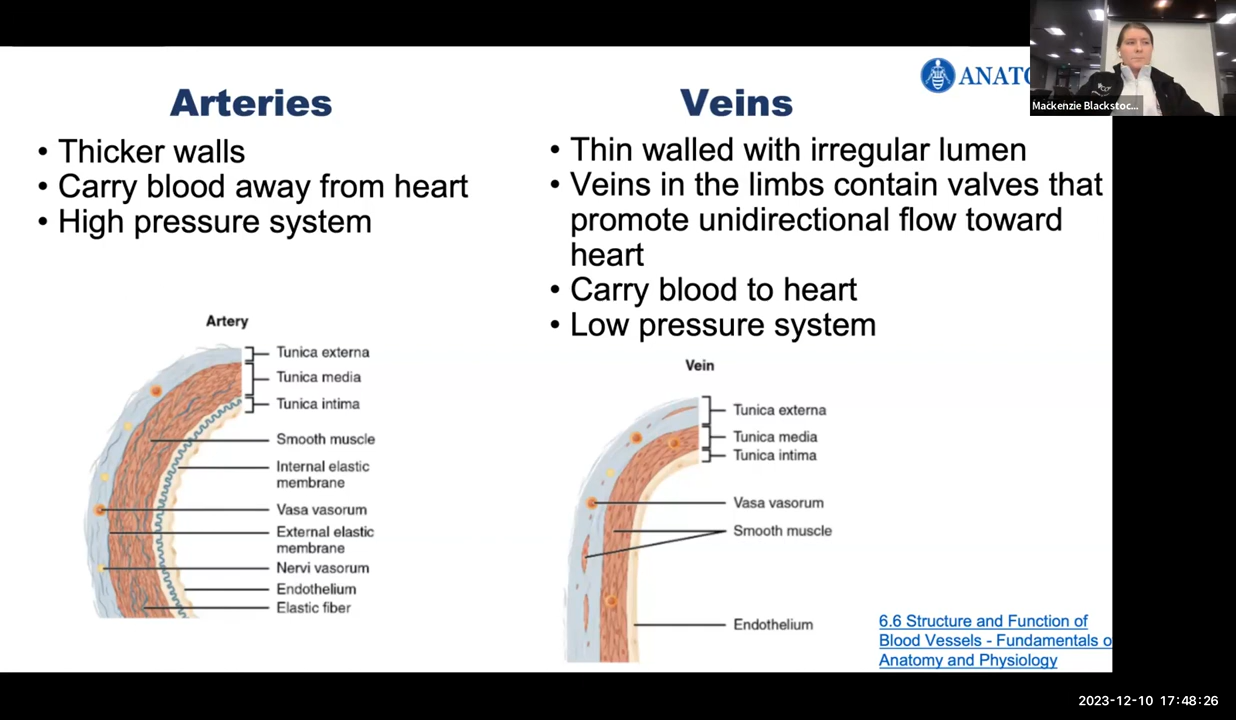 ANATO
Mackenzie Blackstoc...
Arteries
• Thicker walls
• Carry blood away from heart
• High pressure system
Artery
Tunica externa
Tunica media
Tunica intima
Smooth muscle
Internal elastic
membrane
Vasa vasorum
External elastic
membrane
Nervi vasorum
Endothelium
Elastic fiber
Veins
• Thin walled with irregular lumen
• Veins in the limbs contain valves that
promote unidirectional flow toward
heart
• Carry blood to heart
• Low pressure system
Vein
Tunica externa
Tunica media
Tunica intima
Vasa vasorum
Smooth muscle
Endothelium
6.6 Structure and Function of
Blood Vessels - Fundamentals o
Anatomy and Physiology
2023-12-10 17:48:26